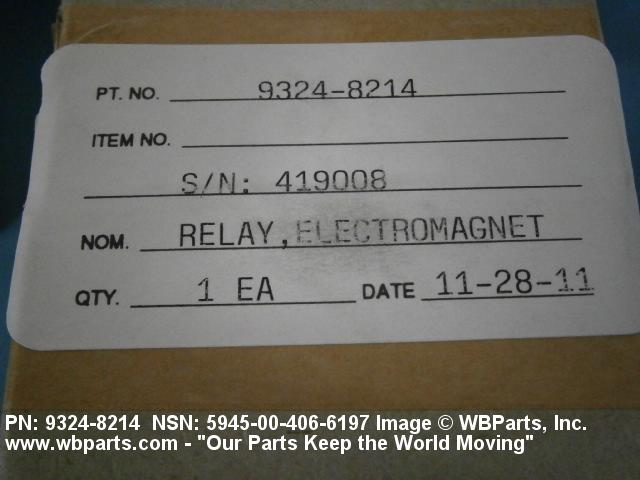 PT. NO. 9324-8214
ITEM NO.
S/N: 419008
NOM. RELAY, ELECTROMAGNET
QTY. 1 EA DATE 11-28-11
PN: 9324-8214 NSN: 5945-00-406-6197 Image © WBParts, Inc.
www.wbparts.com - "Our Parts Keep the World Moving"